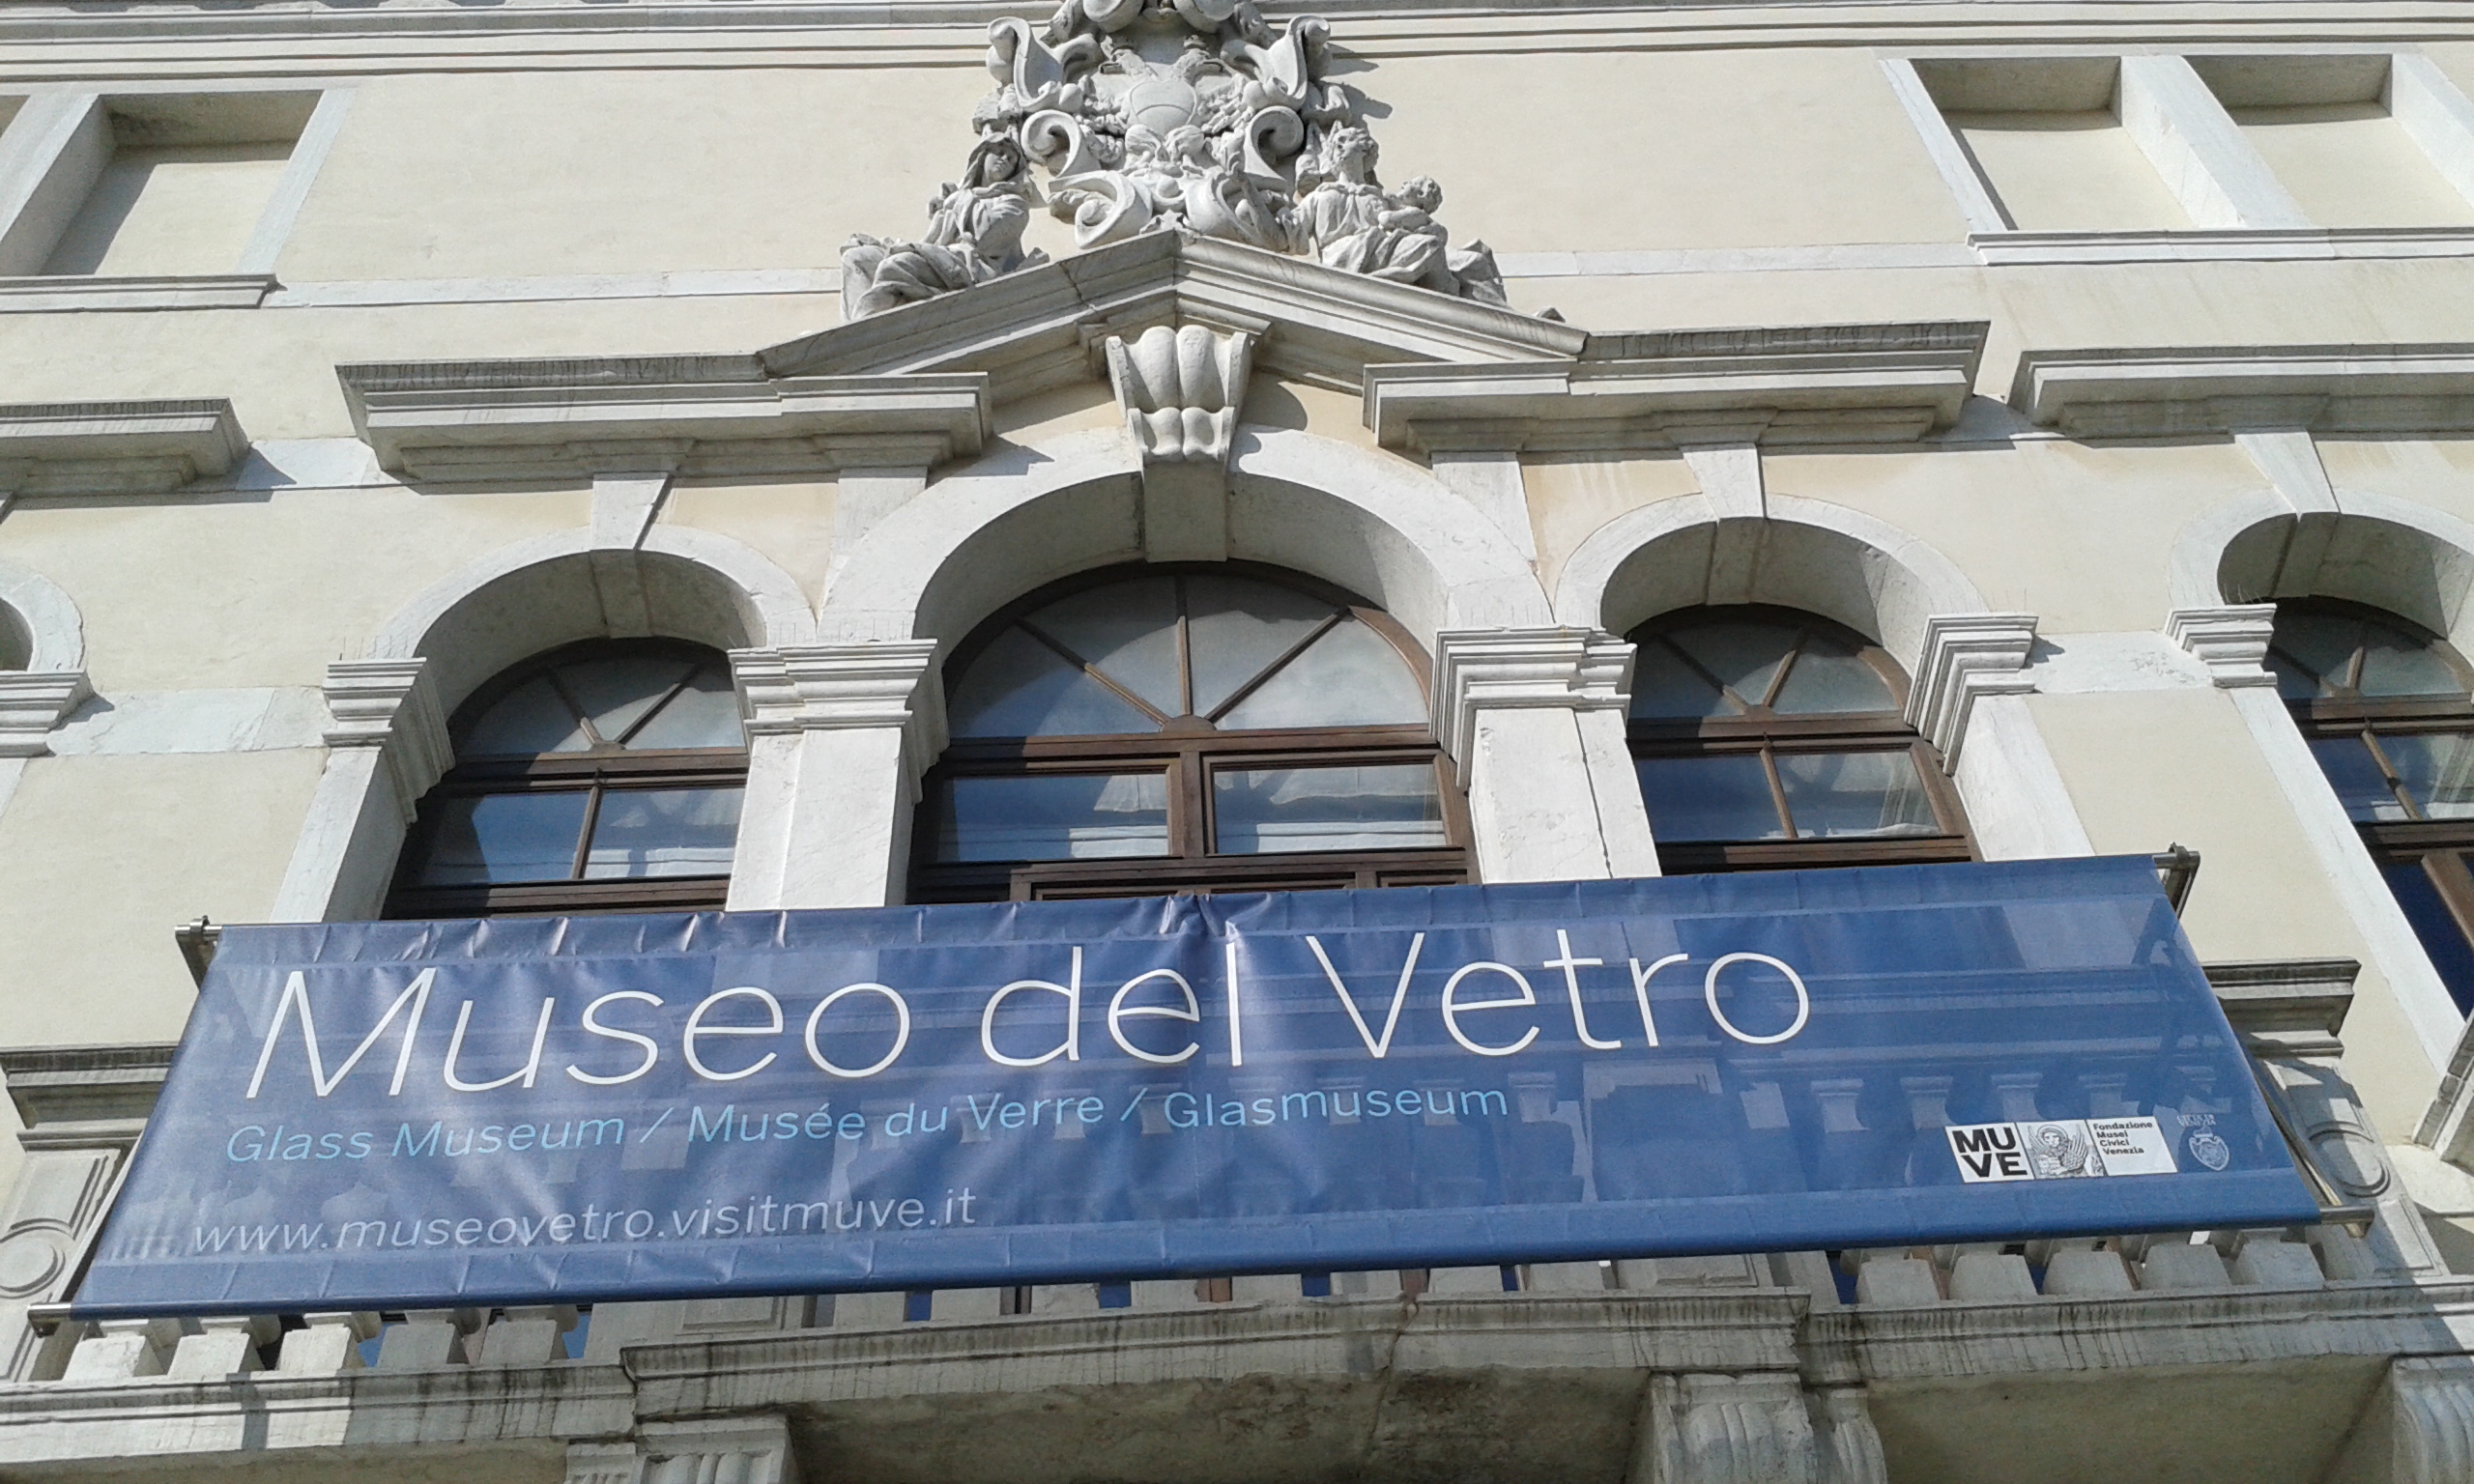 Museo del Vetro
Glass Museum / Musée du Verre / Glasmuseum
www.museovetro.visitmuve.it
MU
VE
Fondazione
Musei
Civici
Venezia